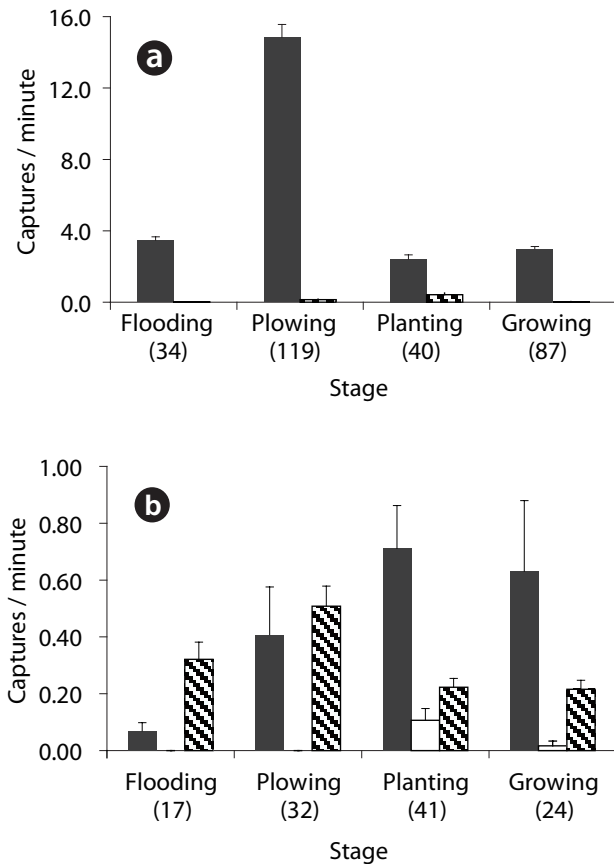 a
Captures / minute
16.0
12.0
8.0
4.0
0.0
Flooding Plowing Planting Growing
(34) (119) (40) (87)
Stage
b
Captures / minute
1.00
0.80
0.60
0.40
0.20
0.00
Flooding Plowing Planting Growing
(17) (32) (41) (24)
Stage